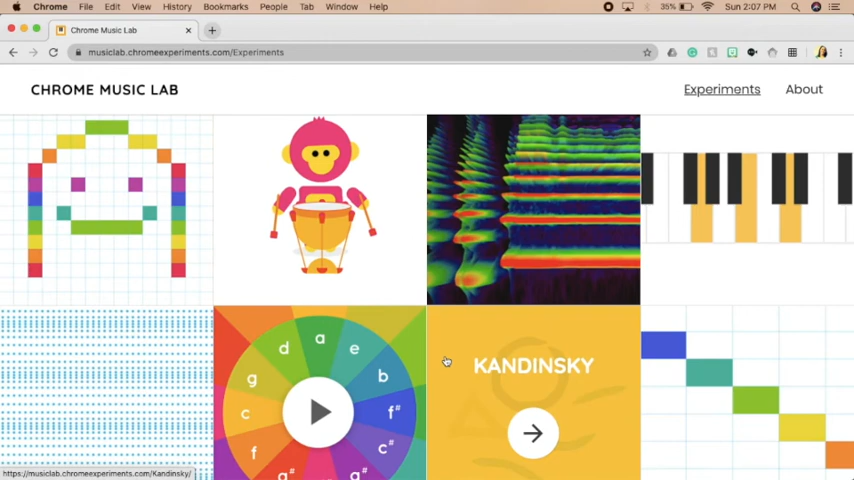 Chrome File Edit View History Bookmarks People Tab Window Help 35% Sun 2:07 PM
Chrome Music Lab
musiclab.chromeexperiments.com/Experiments
CHROME MUSIC LAB Experiments About
a
d e
g b
c f#
f c#
a# g#
KANDINSKY
https://musiclab.chromeexperiments.com/Kandinsky/